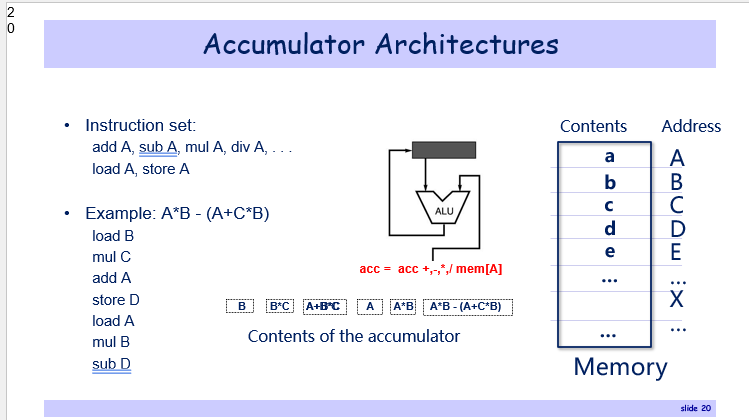 2
0
Accumulator Architectures
• Instruction set:
add A, sub A, mul A, div A, . . .
load A, store A
• Example: A*B - (A+C*B)
load B
mul C
add A
store D
load A
mul B
sub D
ALU
acc = acc +,-,*,/ mem[A]
B B*C A+B*C A A*B A*B - (A+C*B)
Contents of the accumulator
Contents Address
a A
b B
c C
d D
e E
... ...
X
... ...
Memory
slide 20